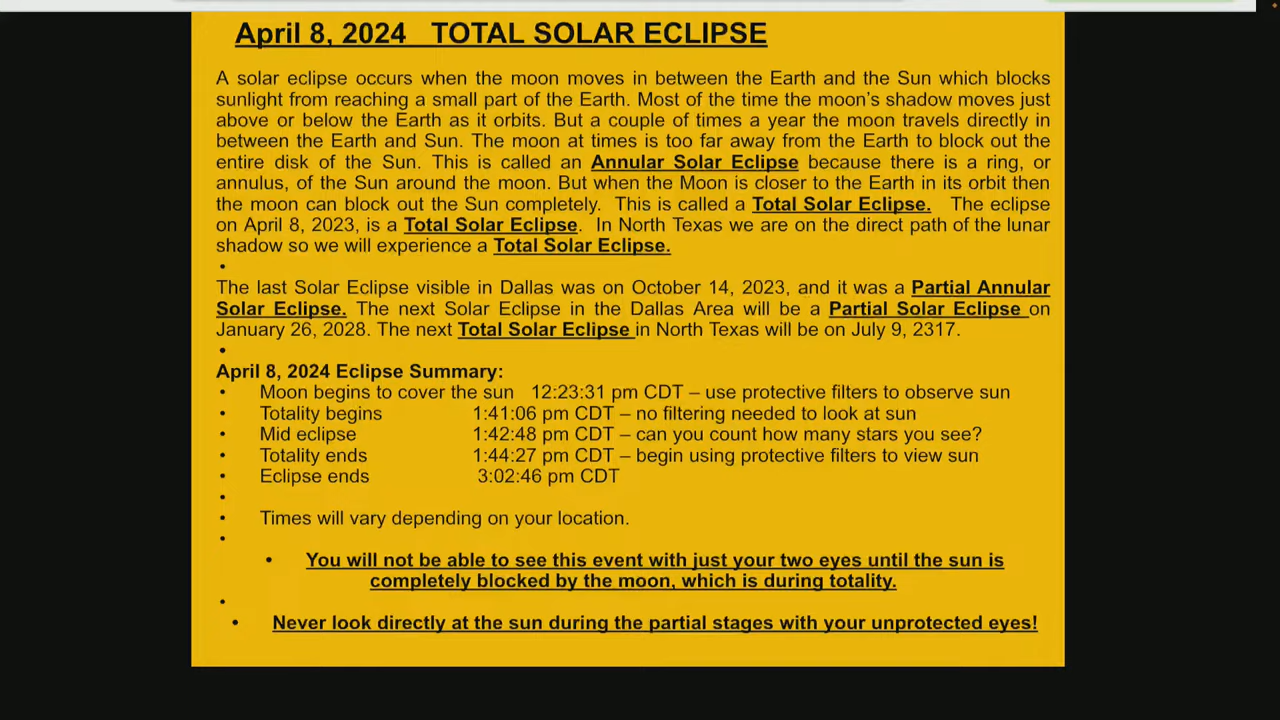 April 8, 2024 TOTAL SOLAR ECLIPSE
A solar eclipse occurs when the moon moves in between the Earth and the Sun which blocks
sunlight from reaching a small part of the Earth. Most of the time the moon's shadow moves just
above or below the Earth as it orbits. But a couple of times a year the moon travels directly in
between the Earth and Sun. The moon at times is too far away from the Earth to block out the
entire disk of the Sun. This is called an Annular Solar Eclipse because there is a ring, or
annulus, of the Sun around the moon. But when the Moon is closer to the Earth in its orbit then
the moon can block out the Sun completely. This is called a Total Solar Eclipse. The eclipse
on April 8, 2023, is a Total Solar Eclipse. In North Texas we are on the direct path of the lunar
shadow so we will experience a Total Solar Eclipse.
•
The last Solar Eclipse visible in Dallas was on October 14, 2023, and it was a Partial Annular
Solar Eclipse. The next Solar Eclipse in the Dallas Area will be a Partial Solar Eclipse on
January 26, 2028. The next Total Solar Eclipse in North Texas will be on July 9, 2317.
•
April 8, 2024 Eclipse Summary:
• Moon begins to cover the sun 12:23:31 pm CDT – use protective filters to observe sun
• Totality begins 1:41:06 pm CDT – no filtering needed to look at sun
• Mid eclipse 1:42:48 pm CDT – can you count how many stars you see?
• Totality ends 1:44:27 pm CDT – begin using protective filters to view sun
• Eclipse ends 3:02:46 pm CDT
•
• Times will vary depending on your location.
•
• You will not be able to see this event with just your two eyes until the sun is
completely blocked by the moon, which is during totality.
•
• Never look directly at the sun during the partial stages with your unprotected eyes!